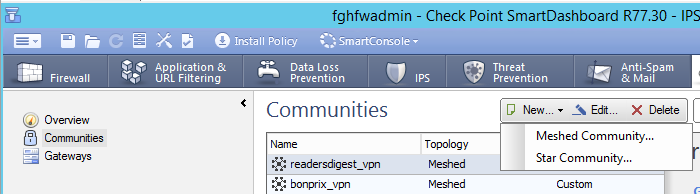 fghfwadmin - Check Point SmartDashboard R77.30 - IPS
Install Policy
SmartConsole
Firewall
Application & URL Filtering
Data Loss Prevention
IPS
Threat Prevention
Anti-Spam & Mail
Overview
Communities
Gateways
Communities
New...
Edit...
Delete
Meshed Community...
Star Community...
Name
Topology
readersdigest_vpn
Meshed
bonprix_vpn
Meshed
Custom